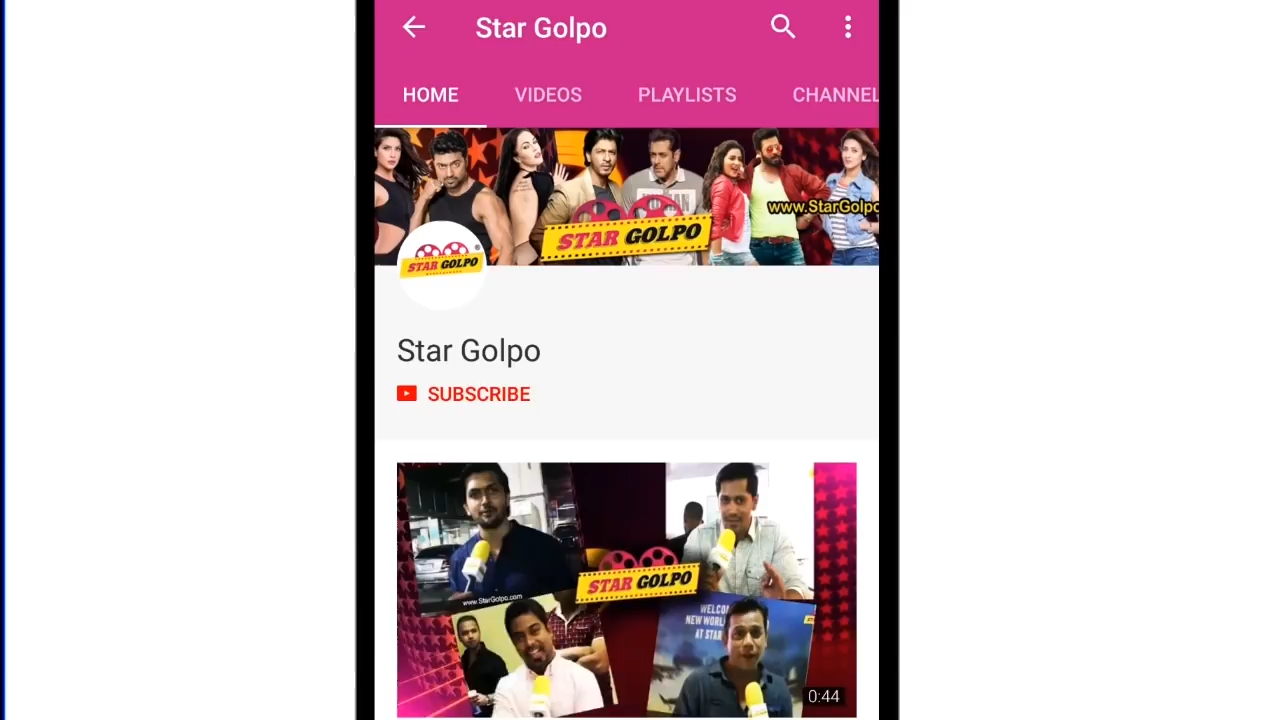 Star Golpo
HOME VIDEOS PLAYLISTS CHANNEL
www.StarGolpo
STAR GOLPO
STAR GOLPO
Star Golpo
SUBSCRIBE
STAR GOLPO
www.StarGolpo.com
WELCO
NEW WORL
AT STAR
0:44